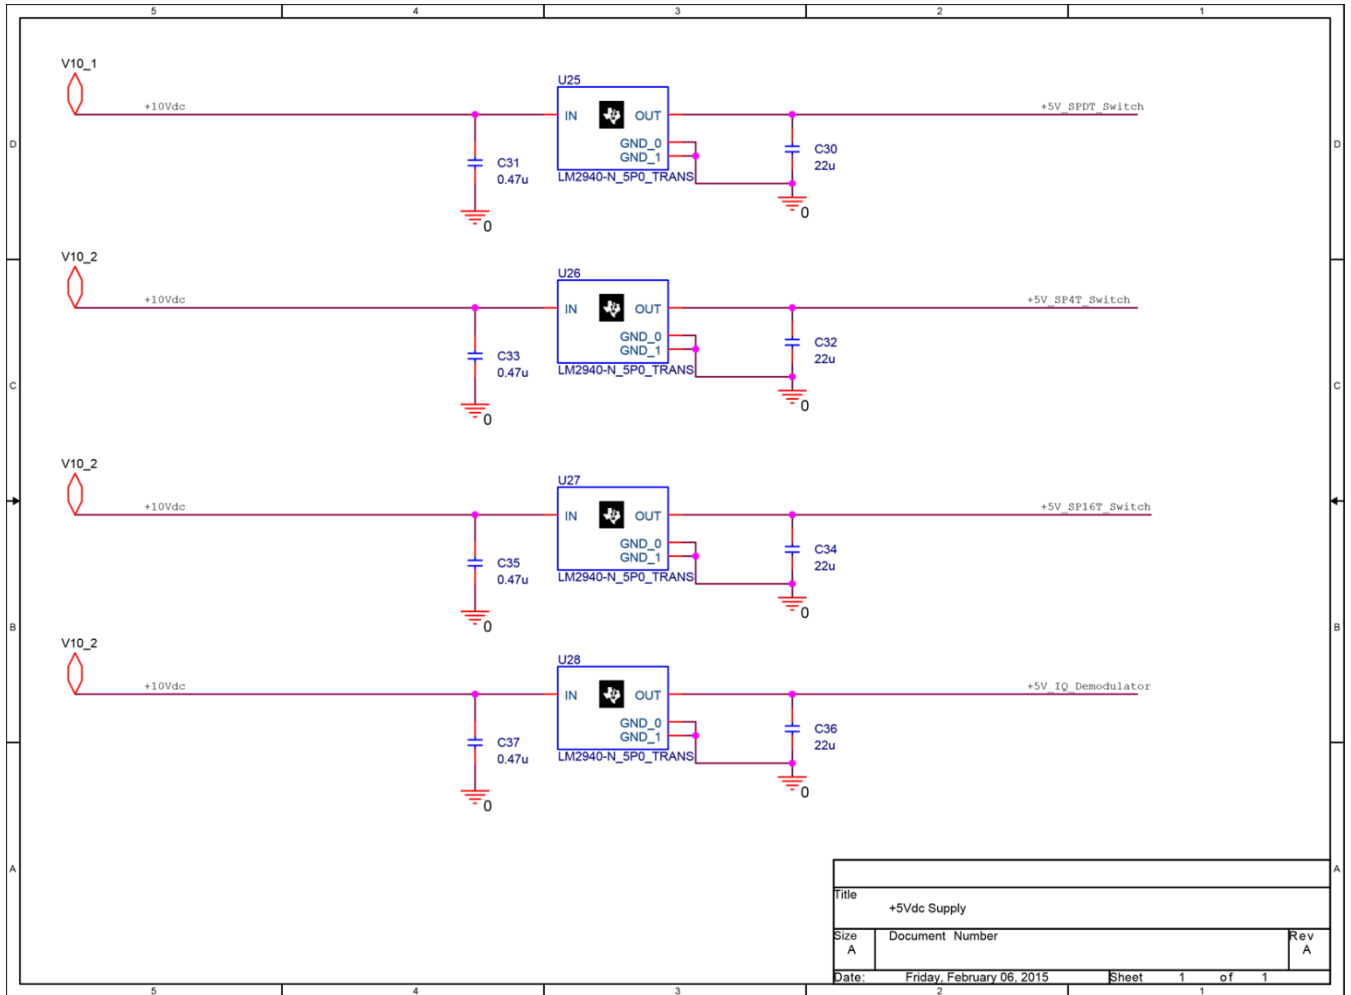 5 4 3 2 1
D D
C C
B B
A A
V10_1
+10Vdc
C31
0.47u
0
U25
IN OUT
GND_0
GND_1
LM2940-N_5P0_TRANS
C30
22u
0
+5V_SPDT_Switch
V10_2
+10Vdc
C33
0.47u
0
U26
IN OUT
GND_0
GND_1
LM2940-N_5P0_TRANS
C32
22u
0
+5V_SP4T_Switch
V10_2
+10Vdc
C35
0.47u
0
U27
IN OUT
GND_0
GND_1
LM2940-N_5P0_TRANS
C34
22u
0
+5V_SP16T_Switch
V10_2
+10Vdc
C37
0.47u
0
U28
IN OUT
GND_0
GND_1
LM2940-N_5P0_TRANS
C36
22u
0
+5V_IQ_Demodulator
Title
+5Vdc Supply
Size Document Number Rev
A A
Date: Friday, February 06, 2015 Sheet 1 of 1
5 4 3 2 1